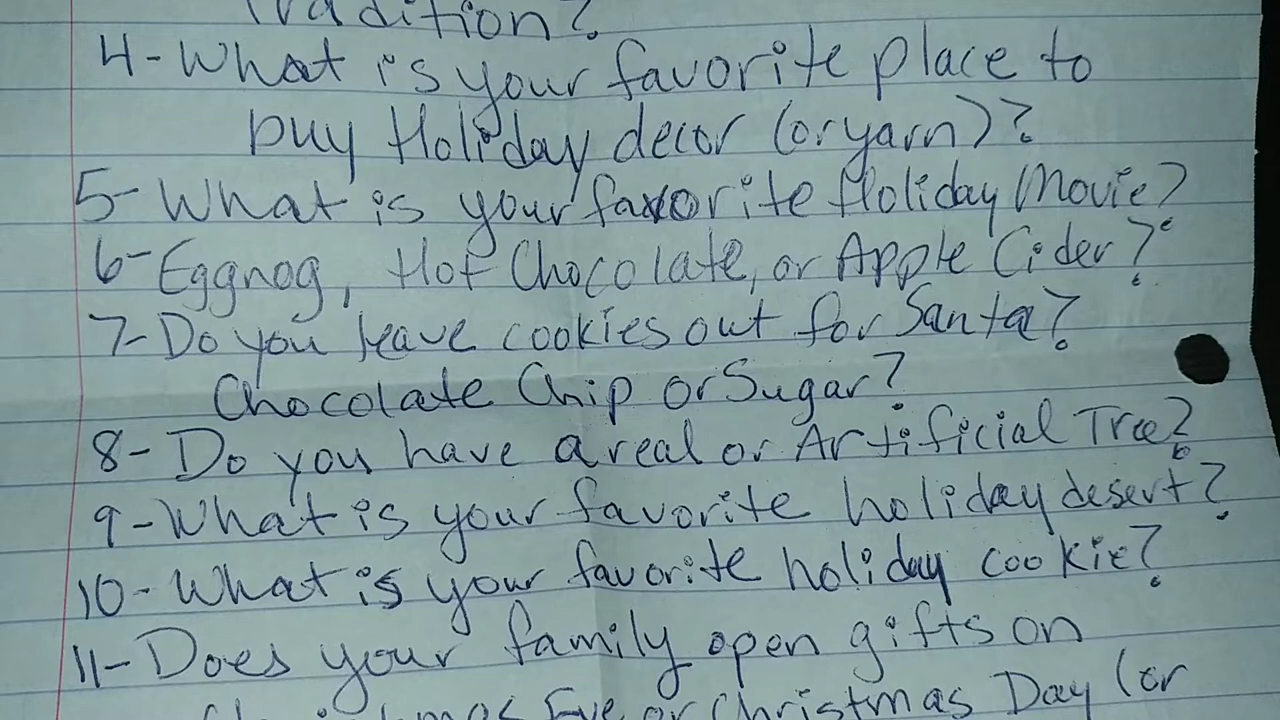 Tradition?
4-What is your favorite place to
buy Holiday decor (or yarn)?
5-What is your favorite Holiday Movie?
6-Eggnog, Hot Chocolate, or Apple Cider?
7-Do you leave cookies out for Santa?
Chocolate Chip or Sugar?
8-Do you have a real or Artificial Tree?
9-What is your favorite holiday desert?
10-What is your favorite holiday cookie?
11-Does your family open gifts on
Christmas Eve or Christmas Day (or